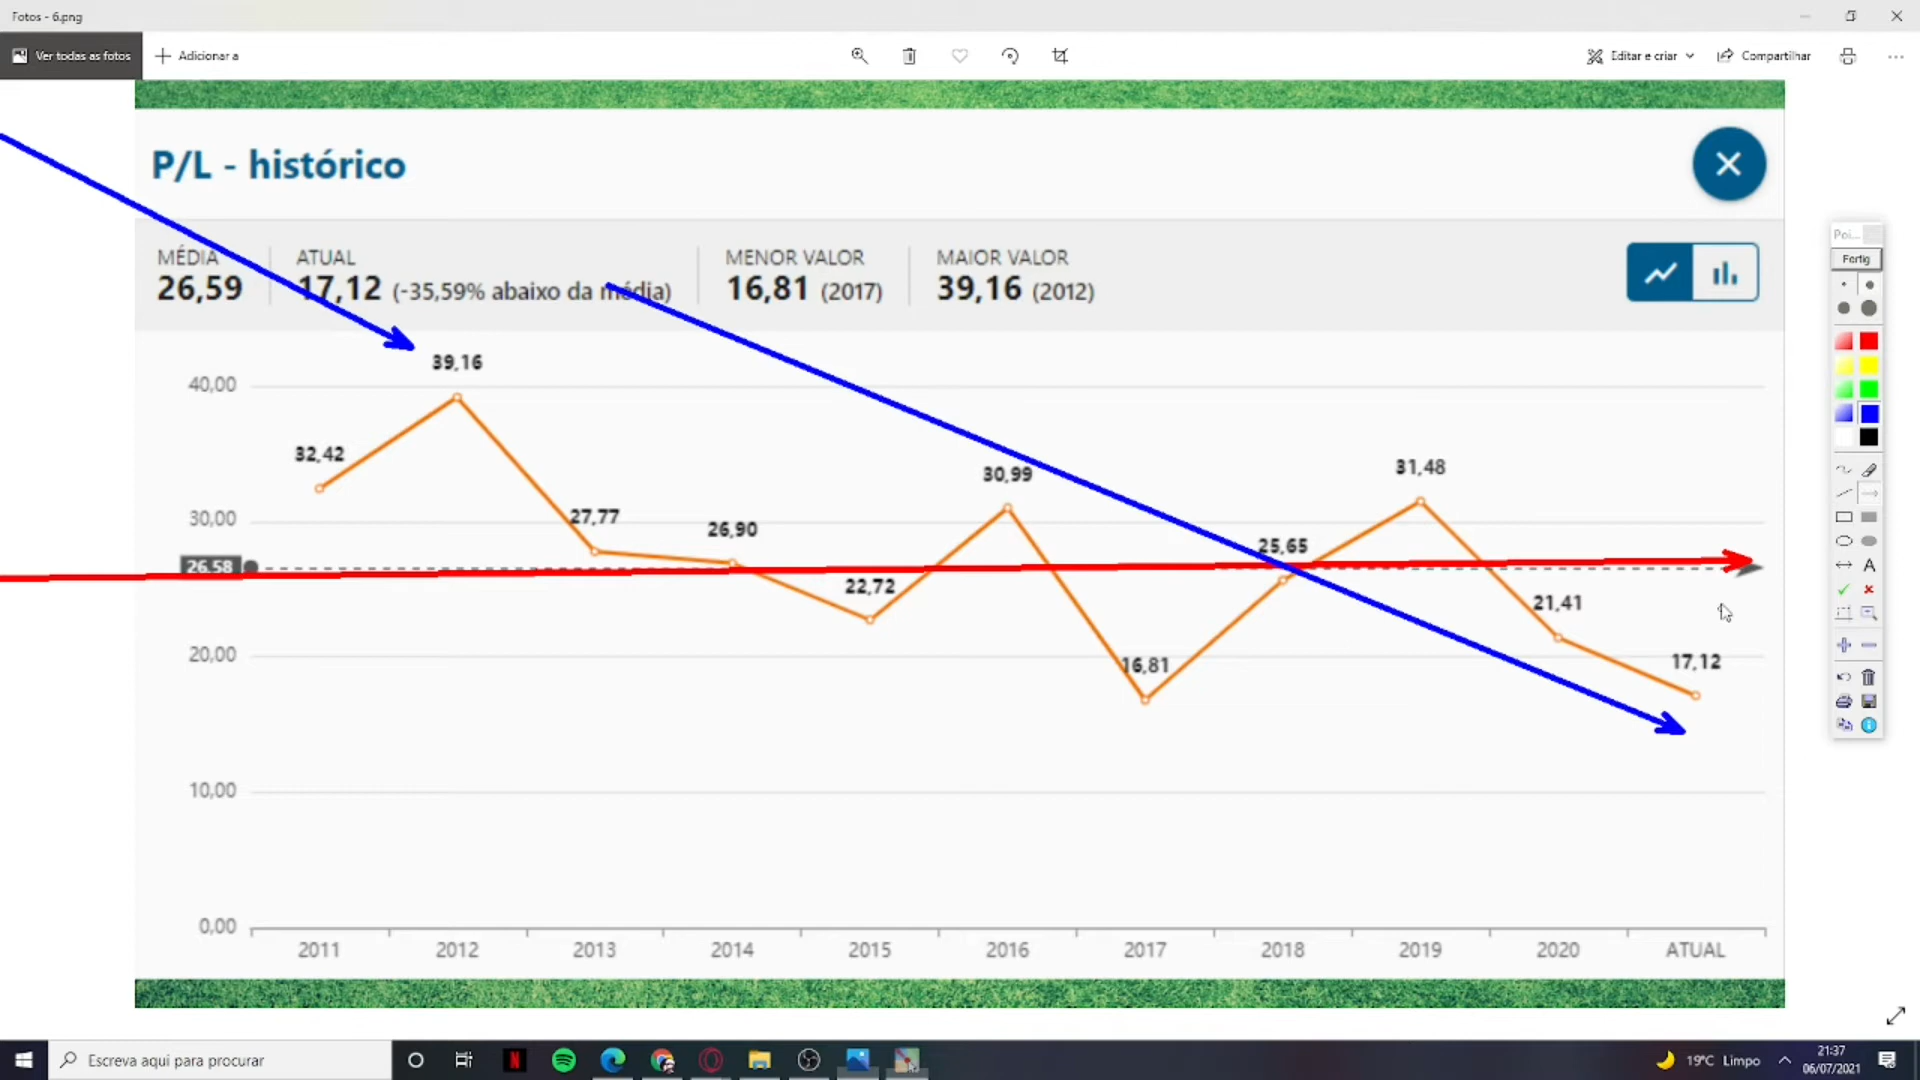 Fotos - 6.png
Ver todas as fotos
Adicionar a
Editar e criar
Compartilhar
P/L - histórico
MÉDIA
26,59
ATUAL
17,12 (-35,59% abaixo da média)
MENOR VALOR
16,81 (2017)
MAIOR VALOR
39,16 (2012)
Poi...
Fertig
39,16
40,00
32,42
31,48
30,99
30,00
27,77
26,90
25,65
26,58
22,72
21,41
20,00
16,81
17,12
10,00
0,00
2011 2012 2013 2014 2015 2016 2017 2018 2019 2020 ATUAL
A
Escreva aqui para procurar
19°C Limpo
21:37
06/07/2021